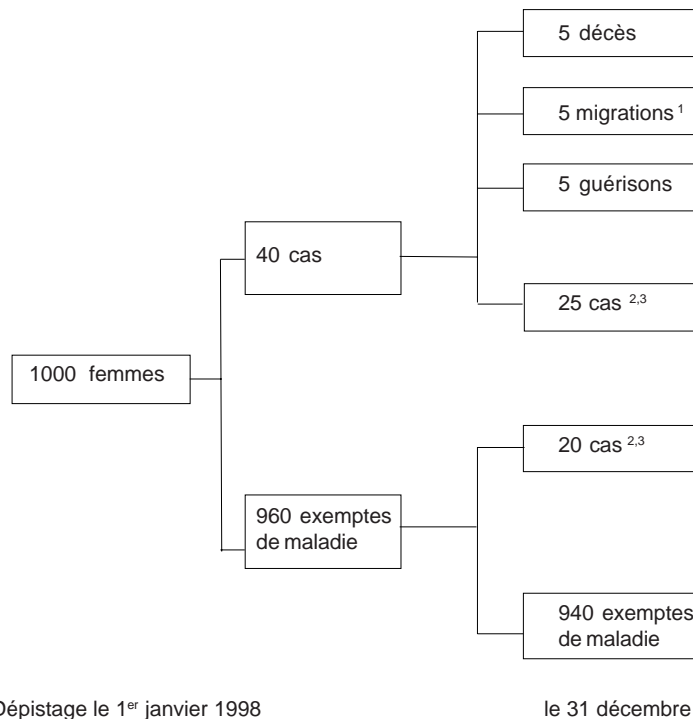 5 décès
5 migrations 1
5 guérisons
40 cas
25 cas 2,3
1000 femmes
20 cas 2,3
960 exemptes
de maladie
940 exemptes
de maladie
Dépistage le 1er janvier 1998
le 31 décembre